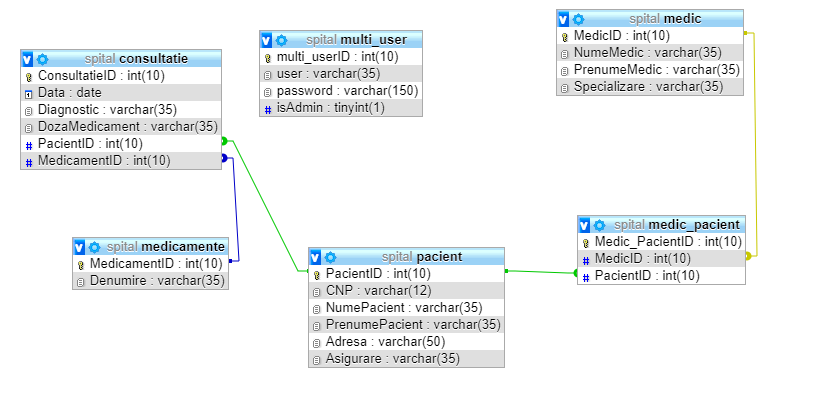 spital consultatie
ConsultatieID : int(10)
Data : date
Diagnostic : varchar(35)
DozaMedicament : varchar(35)
PacientID : int(10)
MedicamentID : int(10)
spital multi_user
multi_userID : int(10)
user : varchar(35)
password : varchar(150)
isAdmin : tinyint(1)
spital medic
MedicID : int(10)
NumeMedic : varchar(35)
PrenumeMedic : varchar(35)
Specializare : varchar(35)
spital medicamente
MedicamentID : int(10)
Denumire : varchar(35)
spital pacient
PacientID : int(10)
CNP : varchar(12)
NumePacient : varchar(35)
PrenumePacient : varchar(35)
Adresa : varchar(50)
Asigurare : varchar(35)
spital medic_pacient
Medic_PacientID : int(10)
MedicID : int(10)
PacientID : int(10)